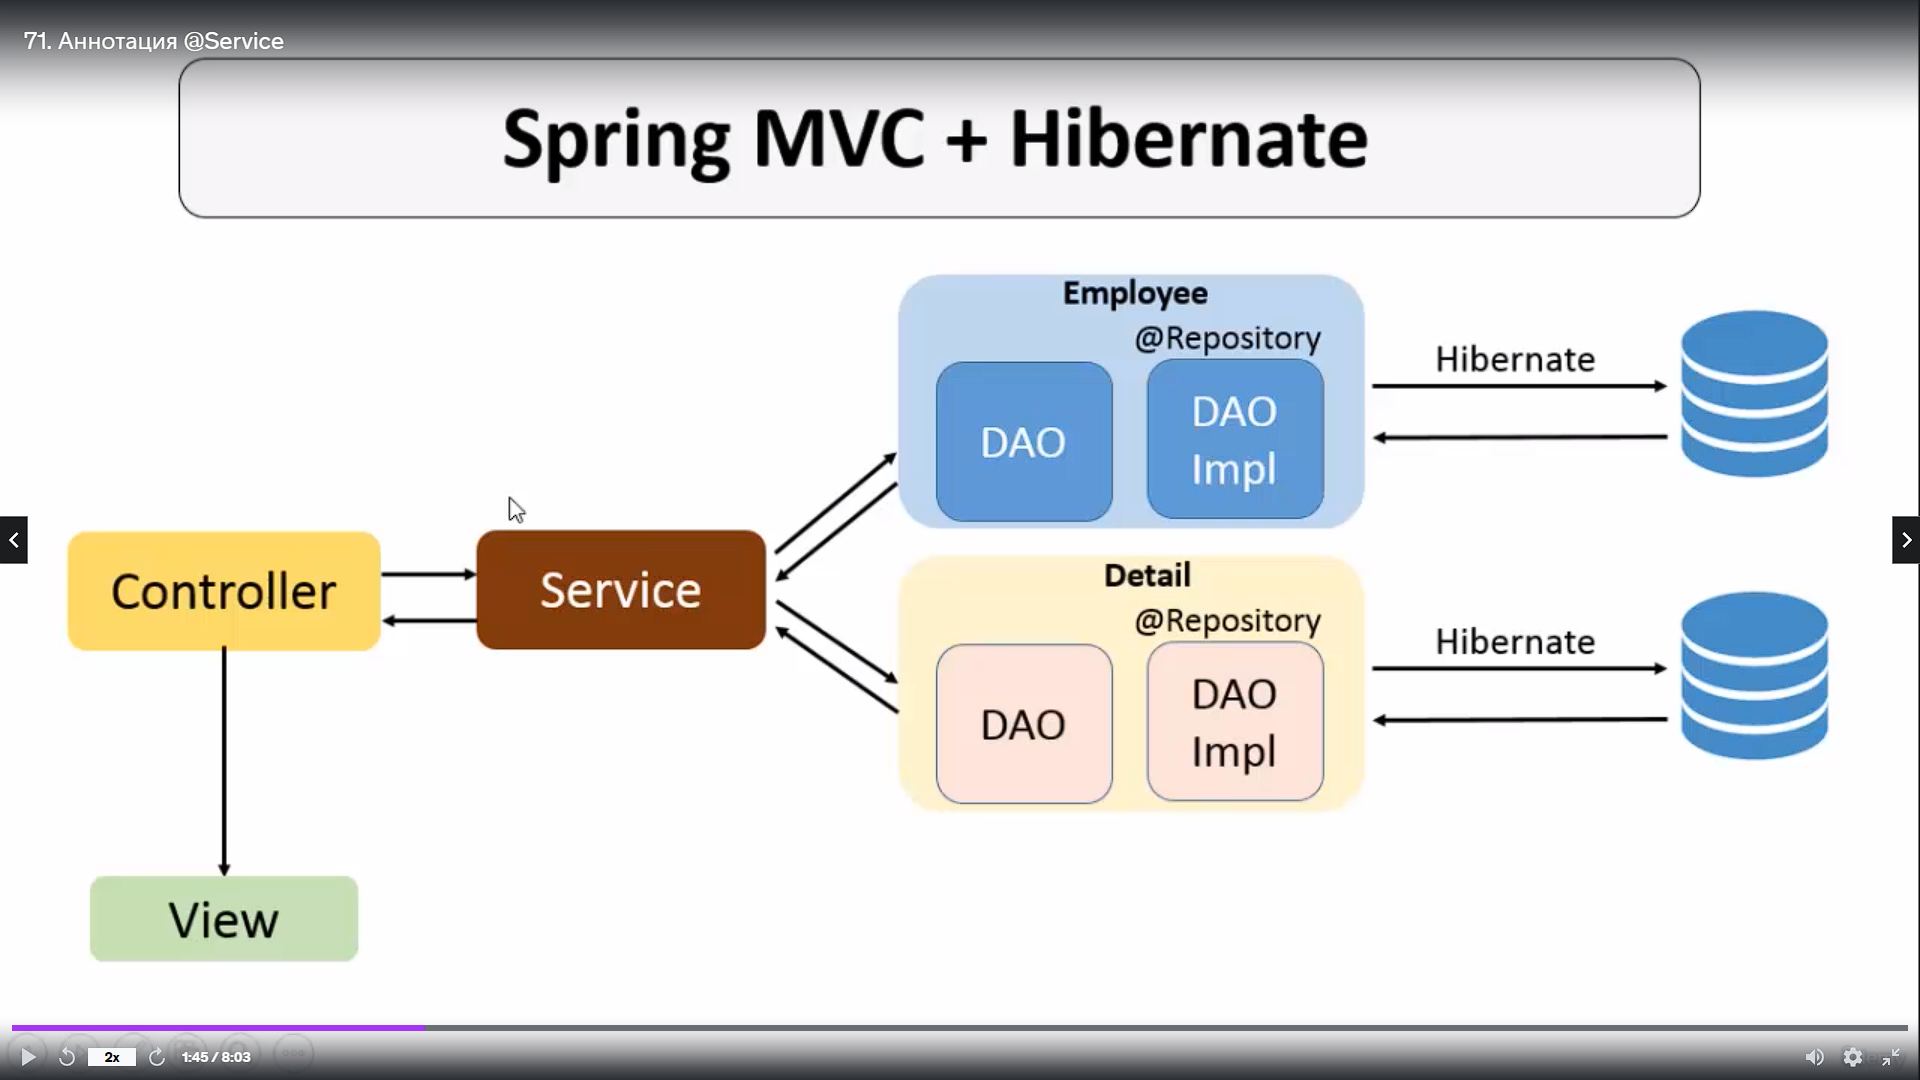 71. Аннотация @Service
Spring MVC + Hibernate
Employee
@Repository
DAO
DAO
Impl
Hibernate
Controller
Service
Detail
@Repository
DAO
DAO
Impl
Hibernate
View
2x
1:45 / 8:03